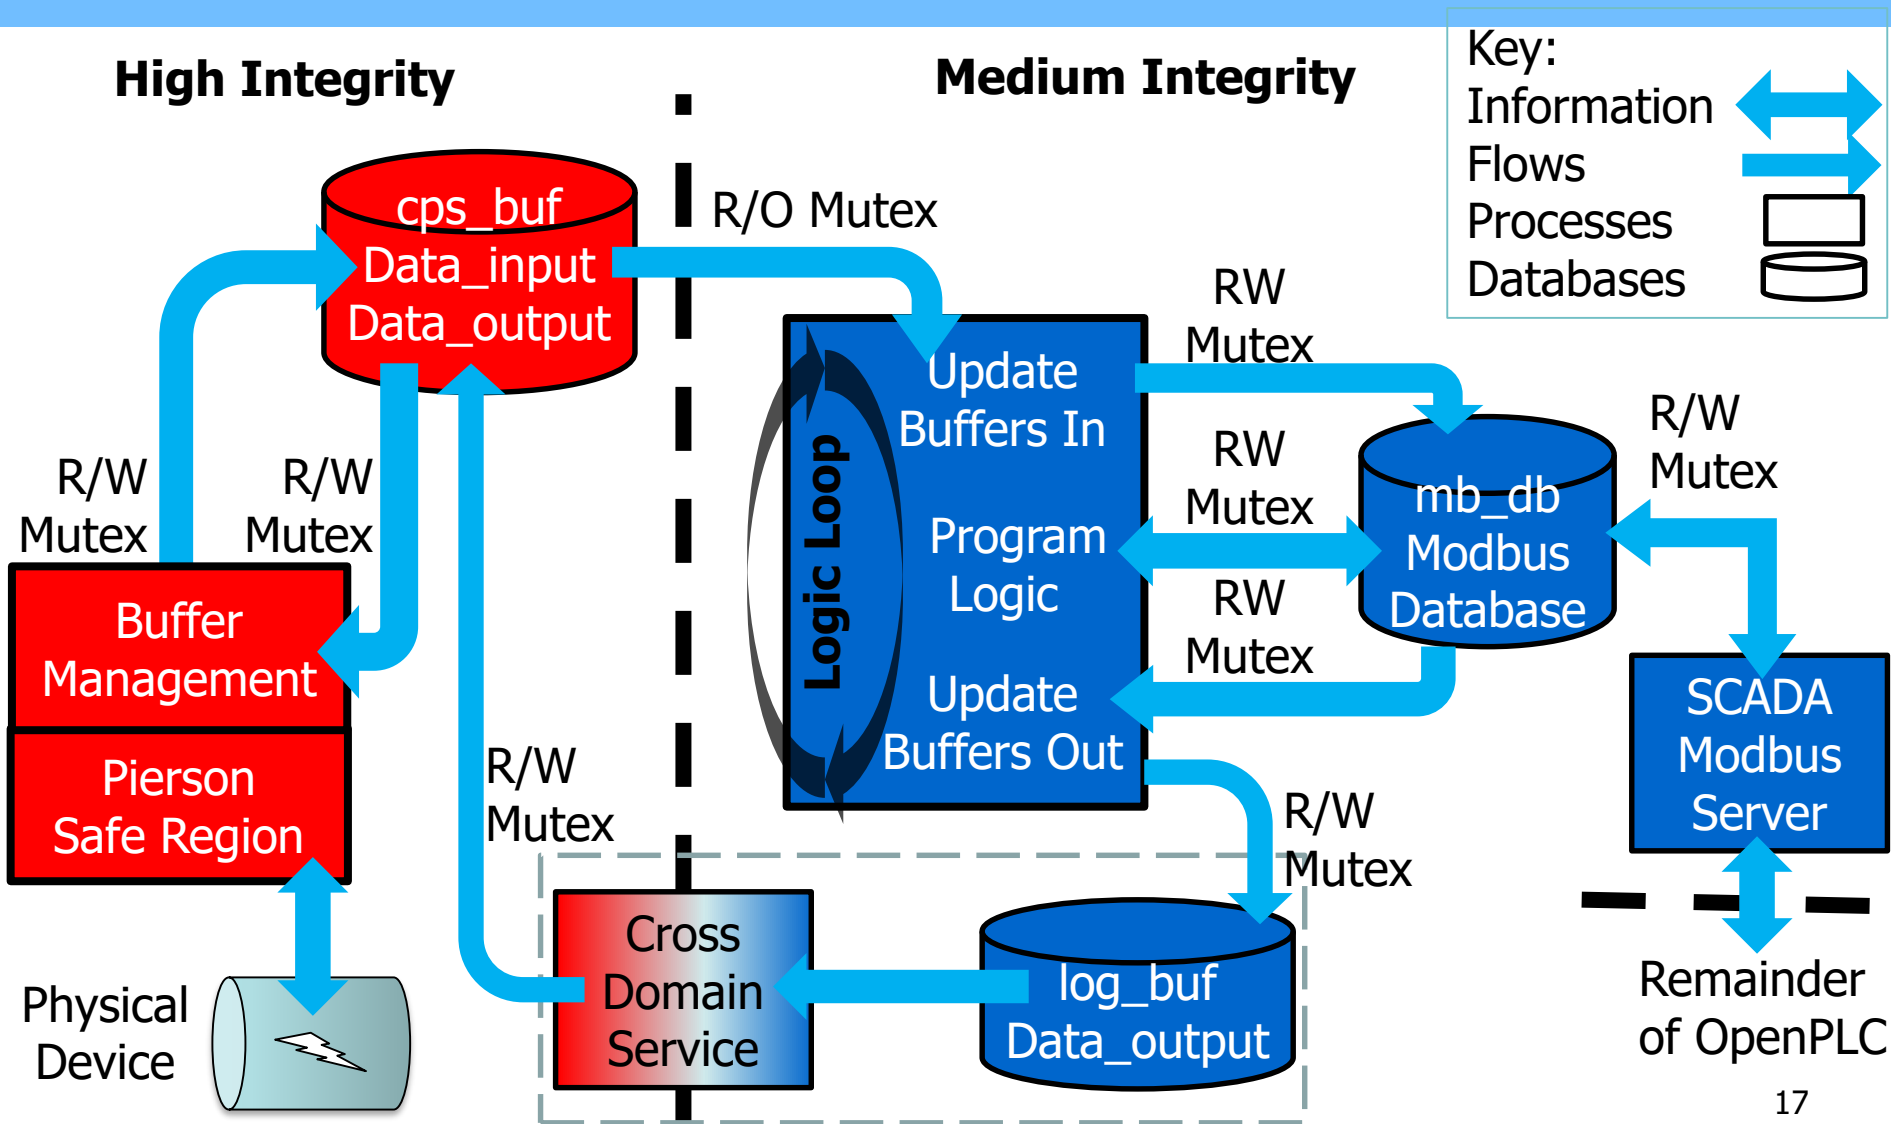 High Integrity
Medium Integrity
Key:
Information
Flows
Processes
Databases
cps_buf
Data_input
Data_output
R/O Mutex
RW
Mutex
Update
Buffers In
R/W
Mutex
R/W
Mutex
R/W
Mutex
RW
Mutex
Logic Loop
Program
Logic
mb_db
Modbus
Database
RW
Mutex
Buffer
Management
Update
Buffers Out
SCADA
Modbus
Server
Pierson
Safe Region
R/W
Mutex
R/W
Mutex
Cross
Domain
Service
log_buf
Data_output
Physical
Device
Remainder
of OpenPLC
17